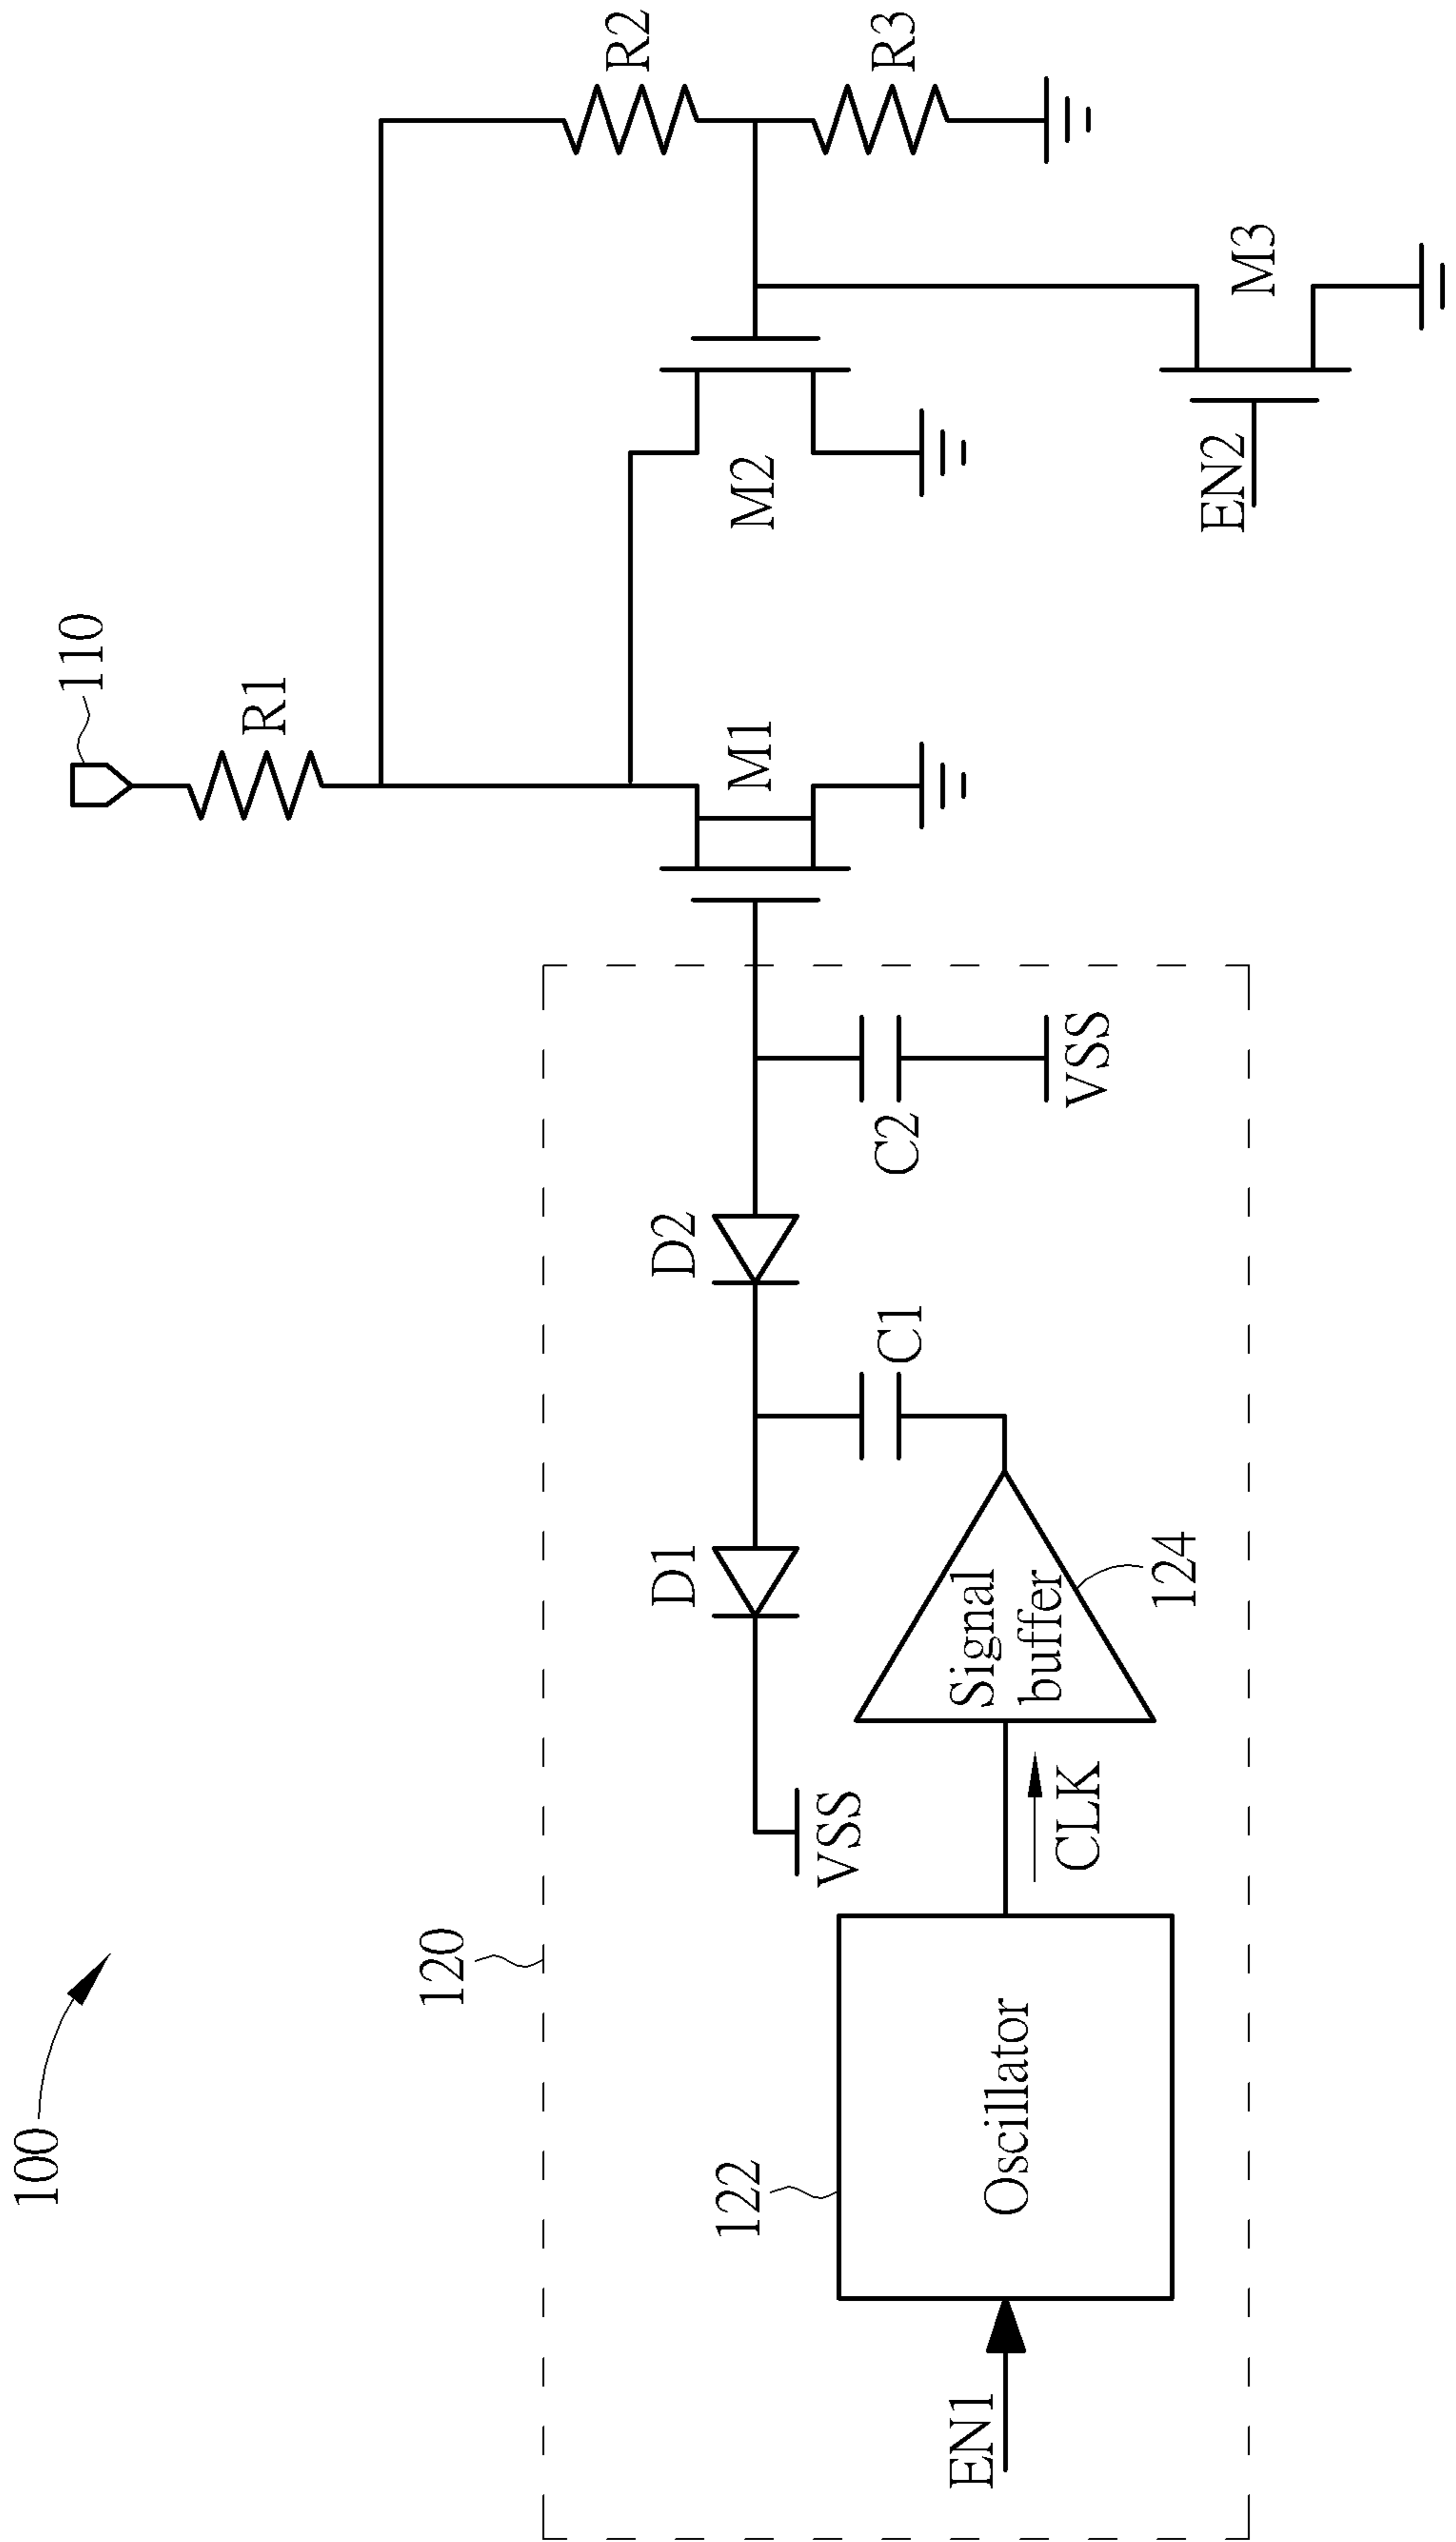 100
110
R1
R2
R3
M1
M2
M3
EN2
120
D1
D2
C1
C2
VSS
VSS
122
Oscillator
EN1
CLK
Signal
buffer
124